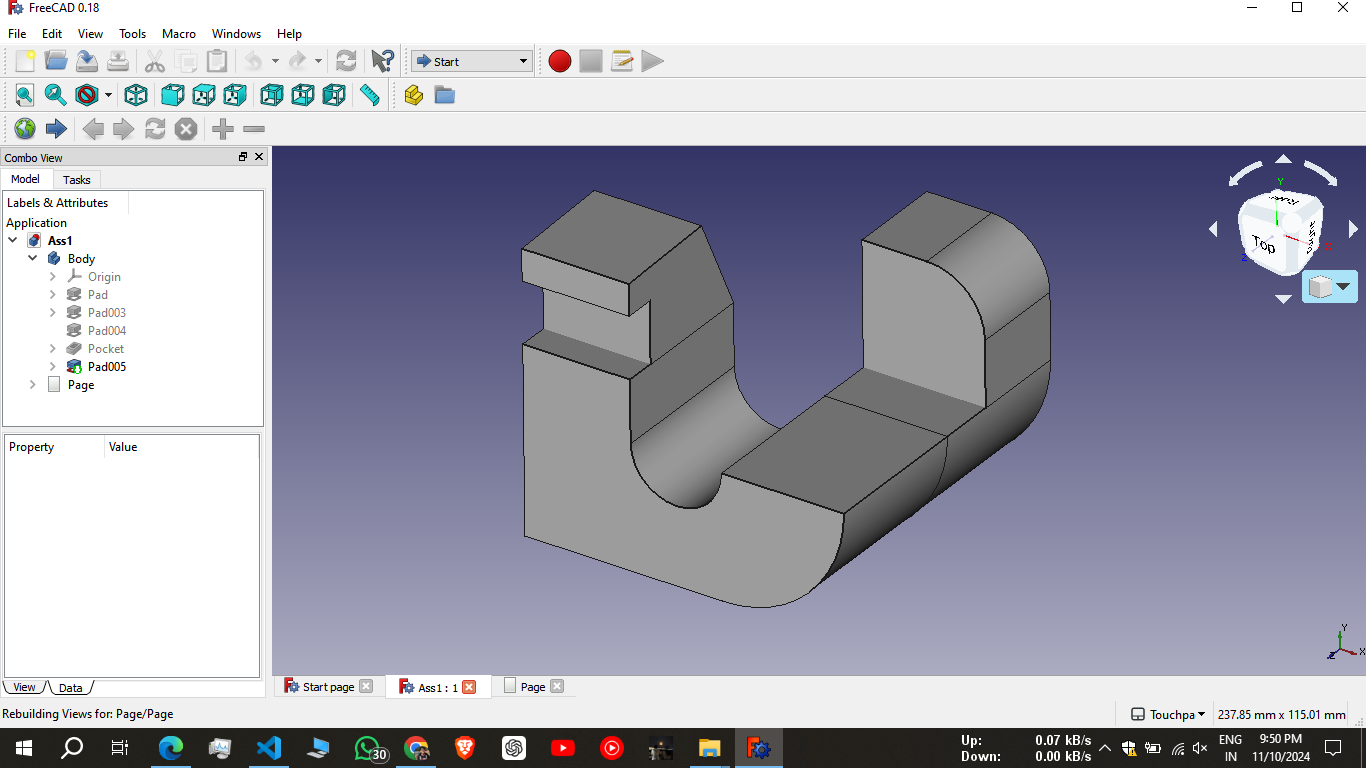 FreeCAD 0.18
File Edit View Tools Macro Windows Help
Start
Combo View
Model Tasks
Labels & Attributes
Application
Ass1
Body
Origin
Pad
Pad003
Pad004
Pocket
Pad005
Page
Property Value
View Data
Y
Top
X
Z
Y
X
Z
Start page Ass1 : 1 Page
Rebuilding Views for: Page/Page
Touchpa 237.85 mm x 115.01 mm
30
Up: 0.07 kB/s
Down: 0.00 kB/s
ENG
IN
9:50 PM
11/10/2024